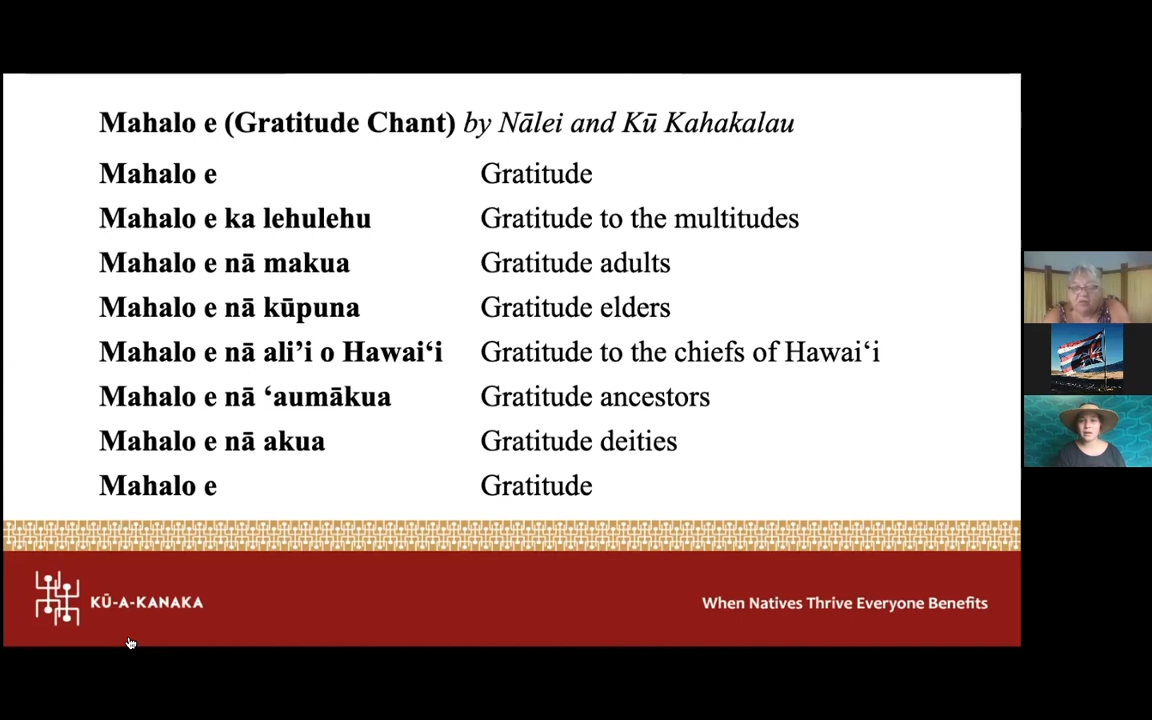 Mahalo e (Gratitude Chant) by Nālei and Kū Kahakalau
Mahalo e Gratitude
Mahalo e ka lehulehu Gratitude to the multitudes
Mahalo e nā makua Gratitude adults
Mahalo e nā kūpuna Gratitude elders
Mahalo e nā ali’i o Hawai‘i Gratitude to the chiefs of Hawai‘i
Mahalo e nā ‘aumākua Gratitude ancestors
Mahalo e nā akua Gratitude deities
Mahalo e Gratitude
KŪ-A-KANAKA When Natives Thrive Everyone Benefits